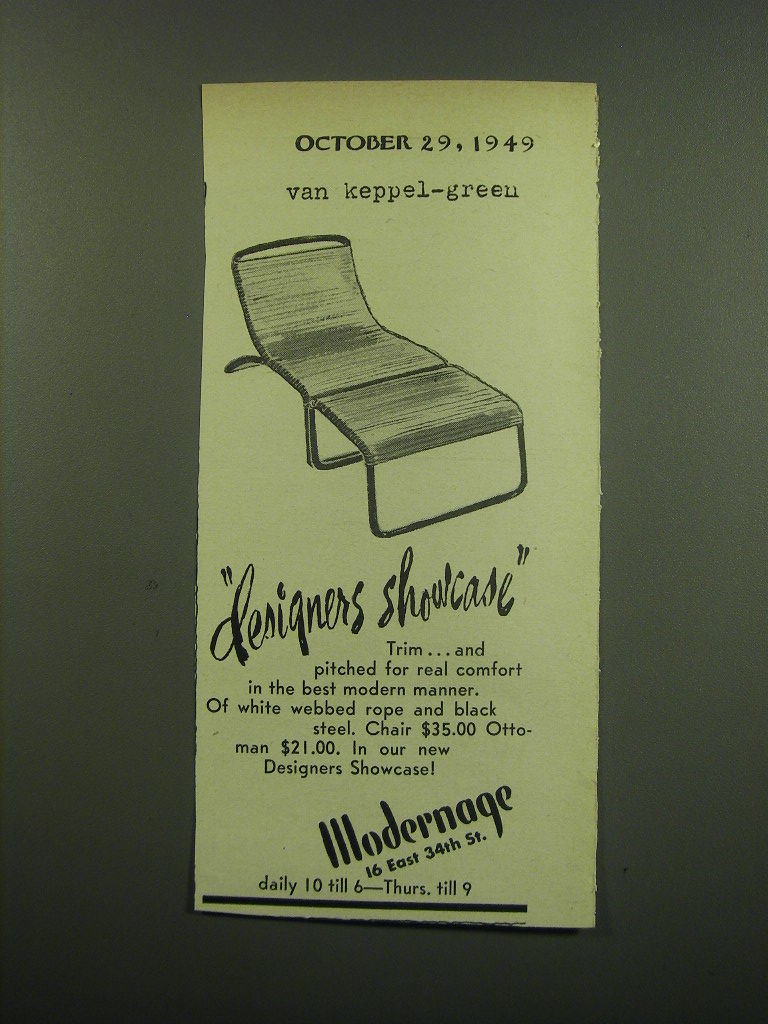 OCTOBER 29, 1949
van keppel-green
"designers showcase"
Trim...and
pitched for real comfort
in the best modern manner.
Of white webbed rope and black
steel. Chair $35.00 Otto-
man $21.00. In our new
Designers Showcase!
Modernage
16 East 34th St.
daily 10 till 6—Thurs. till 9